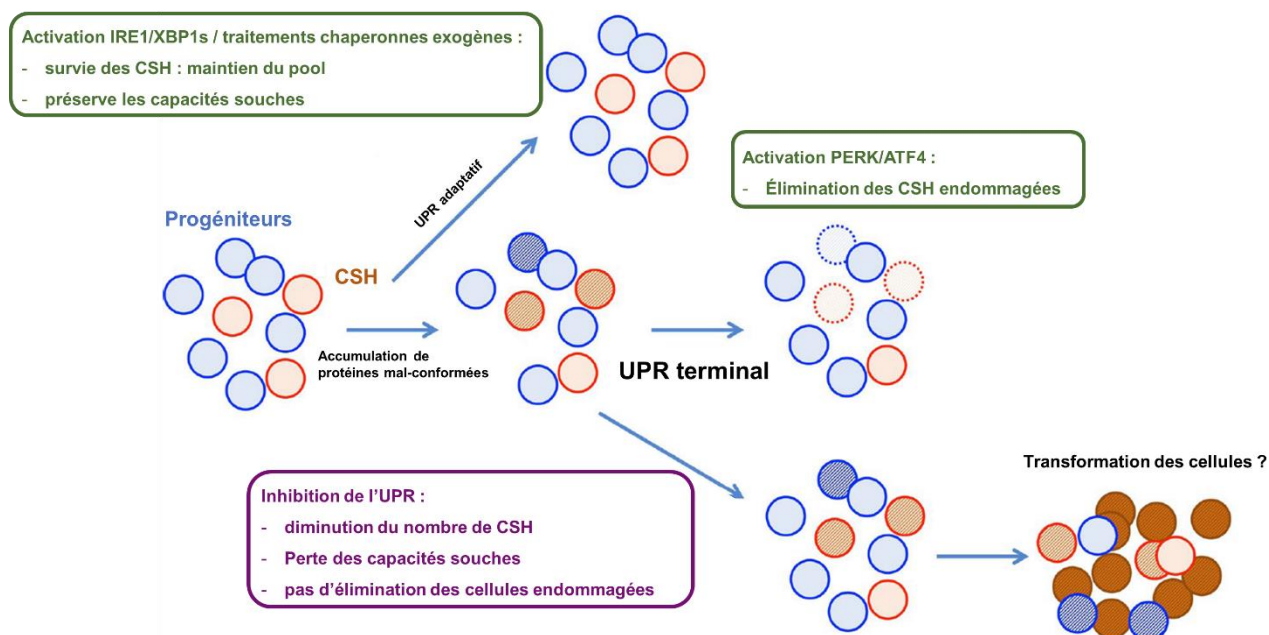 Activation IRE1/XBP1s / traitements chaperonnes exogènes :
- survie des CSH : maintien du pool
- préserve les capacités souches
UPR adaptatif
Activation PERK/ATF4 :
- Élimination des CSH endommagées
Progéniteurs
CSH
Accumulation de
protéines mal-conformées
UPR terminal
Inhibition de l'UPR :
- diminution du nombre de CSH
- Perte des capacités souches
- pas d'élimination des cellules endommagées
Transformation des cellules ?